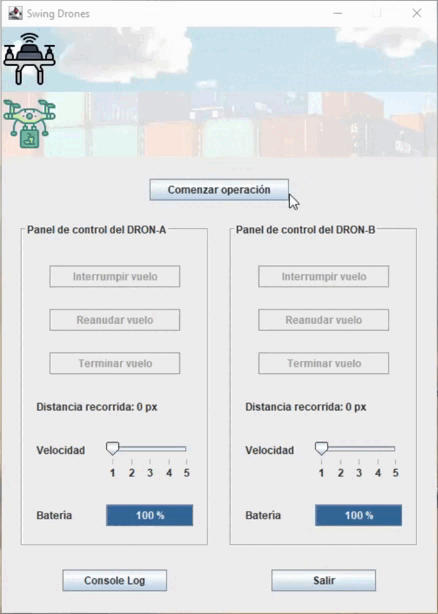 Swing Drones
Comenzar operación
Panel de control del DRON-A
Interrumpir vuelo
Reanudar vuelo
Terminar vuelo
Distancia recorrida: 0 px
Velocidad
1 2 3 4 5
Batería
100 %
Panel de control del DRON-B
Interrumpir vuelo
Reanudar vuelo
Terminar vuelo
Distancia recorrida: 0 px
Velocidad
1 2 3 4 5
Batería
100 %
Console Log
Salir